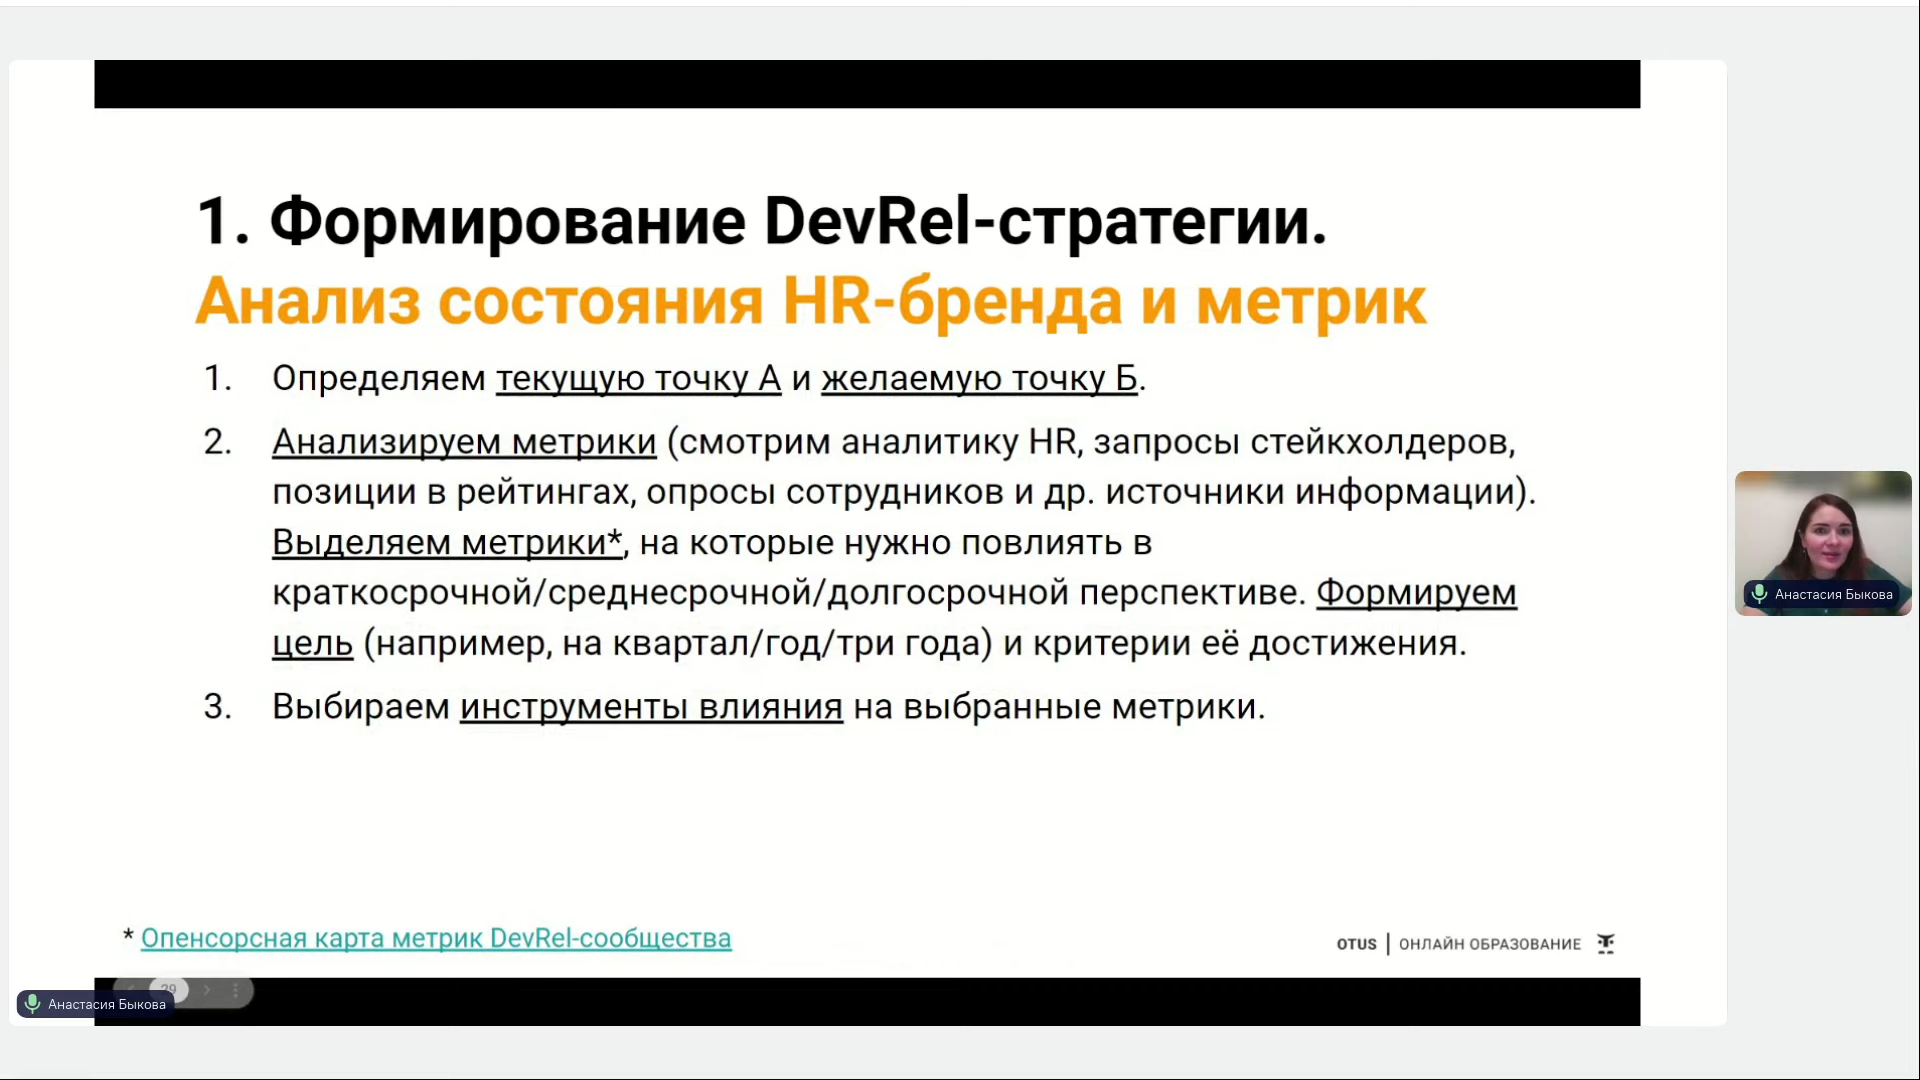 1. Формирование DevRel-стратегии.
Анализ состояния HR-бренда и метрик
1. Определяем текущую точку А и желаемую точку Б.
2. Анализируем метрики (смотрим аналитику HR, запросы стейкхолдеров,
позиции в рейтингах, опросы сотрудников и др. источники информации).
Выделяем метрики*, на которые нужно повлиять в
краткосрочной/среднесрочной/долгосрочной перспективе. Формируем
цель (например, на квартал/год/три года) и критерии её достижения.
3. Выбираем инструменты влияния на выбранные метрики.
* Опенсорсная карта метрик DevRel-сообщества
OTUS | ОНЛАЙН ОБРАЗОВАНИЕ
29
Анастасия Быкова
Анастасия Быкова